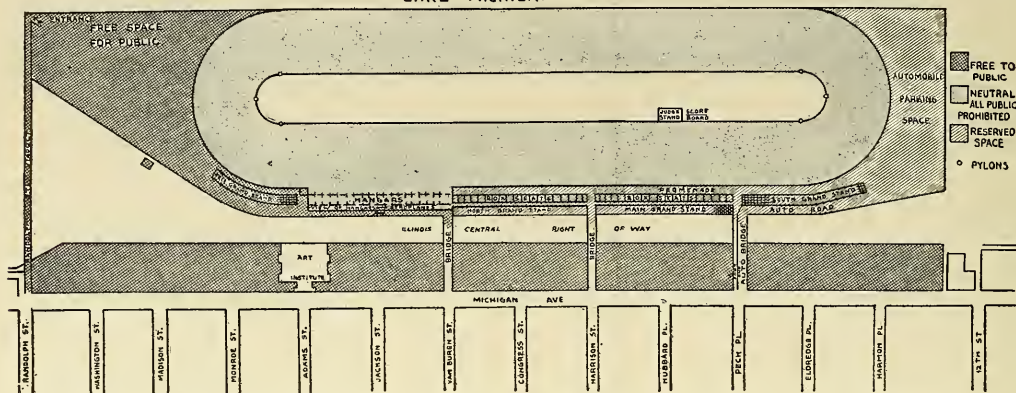 LAKE MICHIGAN
ENTRANCE
FREE SPACE
FOR PUBLIC
AUTOMOBILE
PARKING
SPACE
FREE TO
PUBLIC
NEUTRAL
ALL PUBLIC
PROHIBITED
RESERVED
SPACE
PYLONS
JUDGE
STAND
SCORE
BOARD
HANGARS
BOX SEATS
BOX SEATS
PROMENADE
NORTH GRAND STAND
MAIN GRAND STAND
SOUTH GRAND STAND
AUTO ROAD
ILLINOIS CENTRAL RIGHT OF WAY
BRIDGE
BRIDGE
AUTO BRIDGE
ART
INSTITUTE
MICHIGAN AVE
RANDOLPH ST.
WASHINGTON ST.
MADISON ST.
MONROE ST.
ADAMS ST.
JACKSON ST.
VAN BUREN ST.
CONGRESS ST.
HARRISON ST.
HUBBARD PL.
PECK PL.
ELDREDGE PL.
HARMON PL.
12TH ST